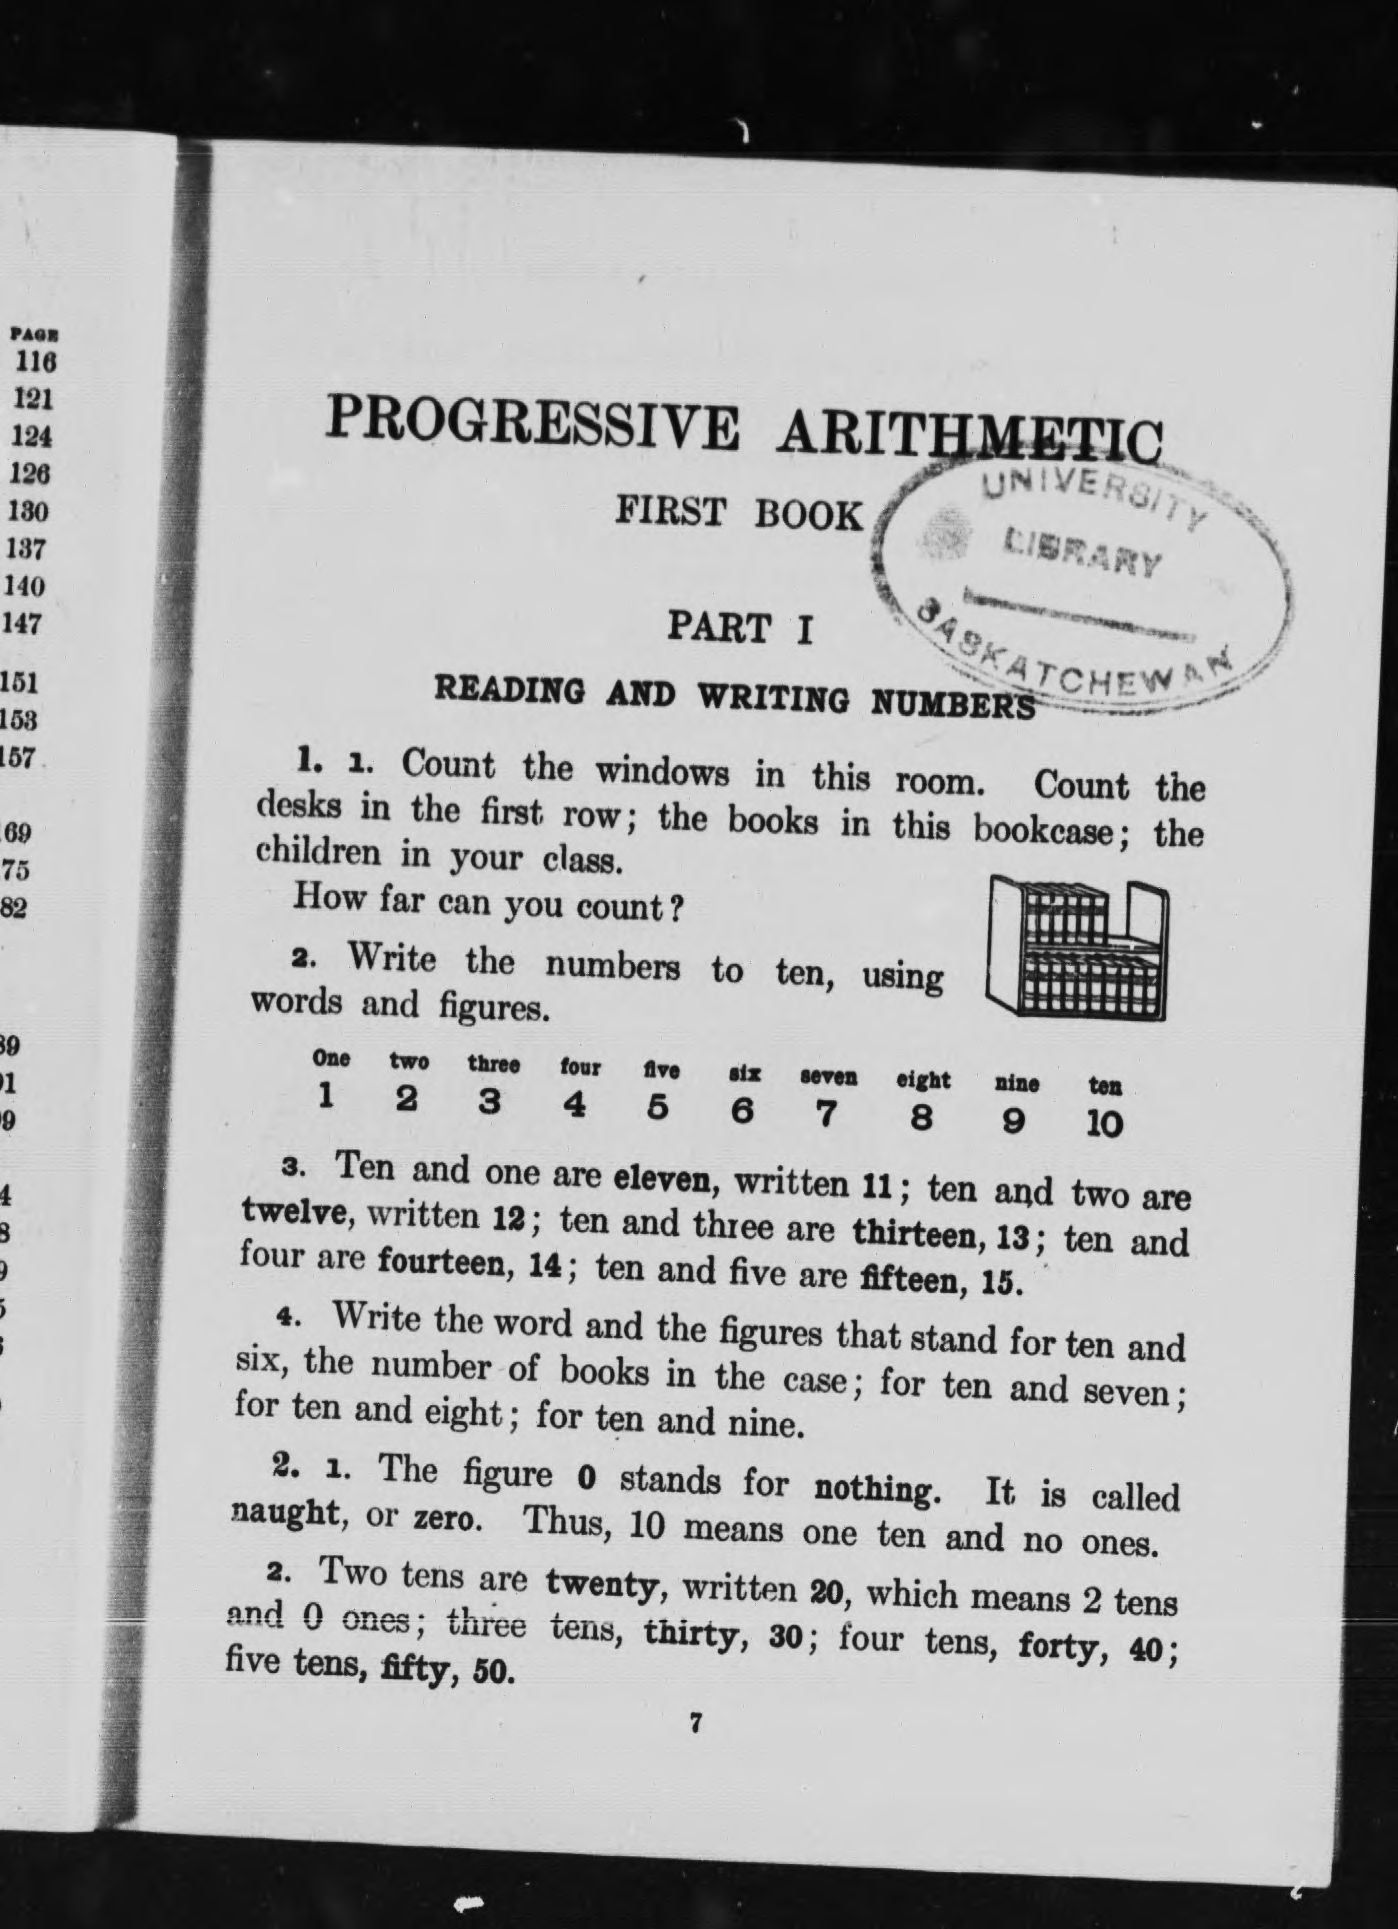 PAGE
116
121
124
126
130
137
140
147
151
153
157
69
75
82
39
91
99
4
8
9
5
PROGRESSIVE ARITHMETIC
FIRST BOOK
UNIVERSITY
LIBRARY
SASKATCHEWAN
PART I
READING AND WRITING NUMBERS
1. 1. Count the windows in this room. Count the
desks in the first row; the books in this bookcase; the
children in your class.
How far can you count?
2. Write the numbers to ten, using
words and figures.
One two three four five six seven eight nine ten
1 2 3 4 5 6 7 8 9 10
3. Ten and one are eleven, written 11; ten and two are
twelve, written 12; ten and three are thirteen, 13; ten and
four are fourteen, 14; ten and five are fifteen, 15.
4. Write the word and the figures that stand for ten and
six, the number of books in the case; for ten and seven;
for ten and eight; for ten and nine.
2. 1. The figure 0 stands for nothing. It is called
naught, or zero. Thus, 10 means one ten and no ones.
2. Two tens are twenty, written 20, which means 2 tens
and 0 ones; three tens, thirty, 30; four tens, forty, 40;
five tens, fifty, 50.
7